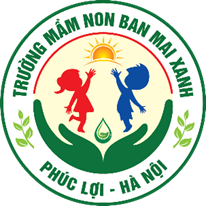 TRƯỜNG MẦM NON BAN MAI XANH
PHÚC LỢI - HÀ NỘI